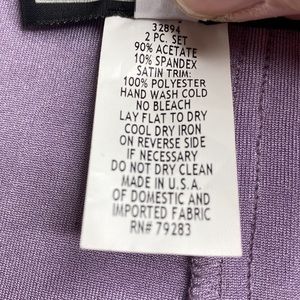 32894
2 PC. SET
90% ACETATE
10% SPANDEX
SATIN TRIM:
100% POLYESTER
HAND WASH COLD
NO BLEACH
LAY FLAT TO DRY
COOL DRY IRON
ON REVERSE SIDE
IF NECESSARY
DO NOT DRY CLEAN
MADE IN U.S.A.
OF DOMESTIC AND
IMPORTED FABRIC
RN# 79283